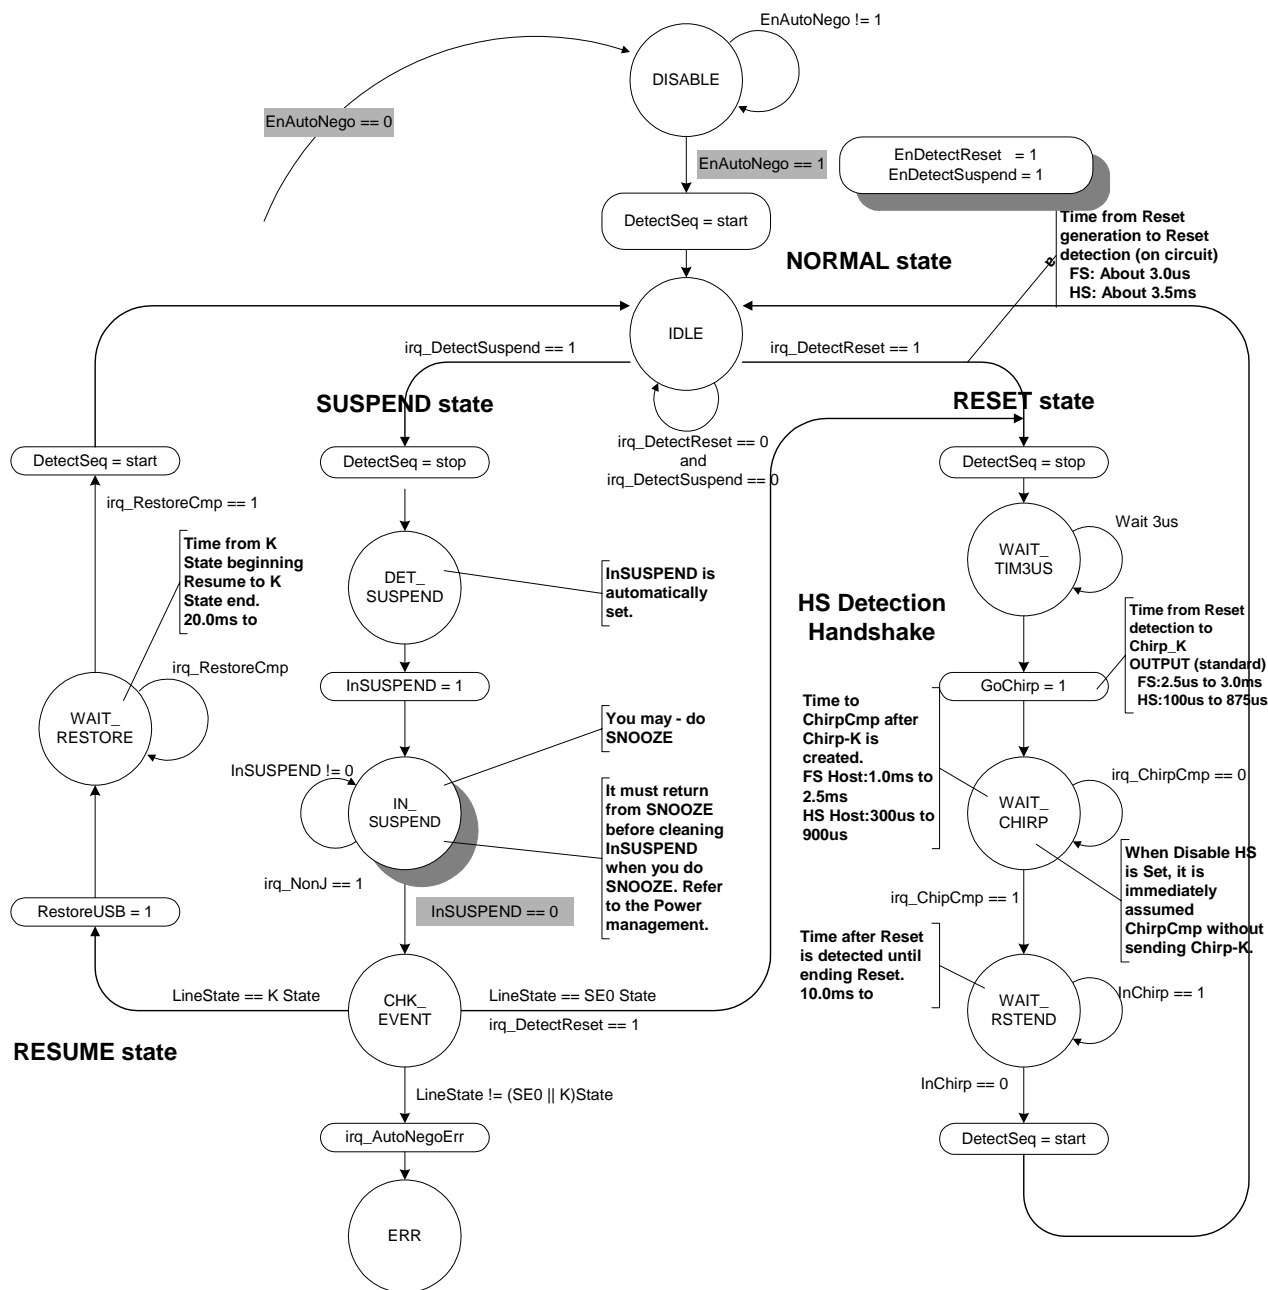 EnAutoNego != 1
DISABLE
EnAutoNego == 0
EnAutoNego == 1
EnDetectReset = 1
EnDetectSuspend = 1
DetectSeq = start
Time from Reset
generation to Reset
detection (on circuit)
FS: About 3.0us
HS: About 3.5ms
NORMAL state
IDLE
irq_DetectSuspend == 1
irq_DetectReset == 1
SUSPEND state
RESET state
irq_DetectReset == 0
and
irq_DetectSuspend == 0
DetectSeq = start
DetectSeq = stop
DetectSeq = stop
irq_RestoreCmp == 1
Time from K
State beginning
Resume to K
State end.
20.0ms to
DET_
SUSPEND
InSUSPEND is
automatically
set.
Wait 3us
WAIT_
TIM3US
HS Detection
Handshake
Time from Reset
detection to
Chirp_K
OUTPUT (standard)
FS:2.5us to 3.0ms
HS:100us to 875us
irq_RestoreCmp
WAIT_
RESTORE
InSUSPEND = 1
GoChirp = 1
You may - do
SNOOZE
Time to
ChirpCmp after
Chirp-K is
created.
FS Host:1.0ms to
2.5ms
HS Host:300us to
900us
InSUSPEND != 0
IN_
SUSPEND
It must return
from SNOOZE
before cleaning
InSUSPEND
when you do
SNOOZE. Refer
to the Power
management.
irq_ChirpCmp == 0
WAIT_
CHIRP
When Disable HS
is Set, it is
immediately
assumed
ChirpCmp without
sending Chirp-K.
irq_NonJ == 1
InSUSPEND == 0
irq_ChipCmp == 1
RestoreUSB = 1
Time after Reset
is detected until
ending Reset.
10.0ms to
LineState == K State
CHK_
EVENT
LineState == SE0 State
irq_DetectReset == 1
WAIT_
RSTEND
InChirp == 1
RESUME state
InChirp == 0
LineState != (SE0 || K)State
irq_AutoNegoErr
DetectSeq = start
ERR